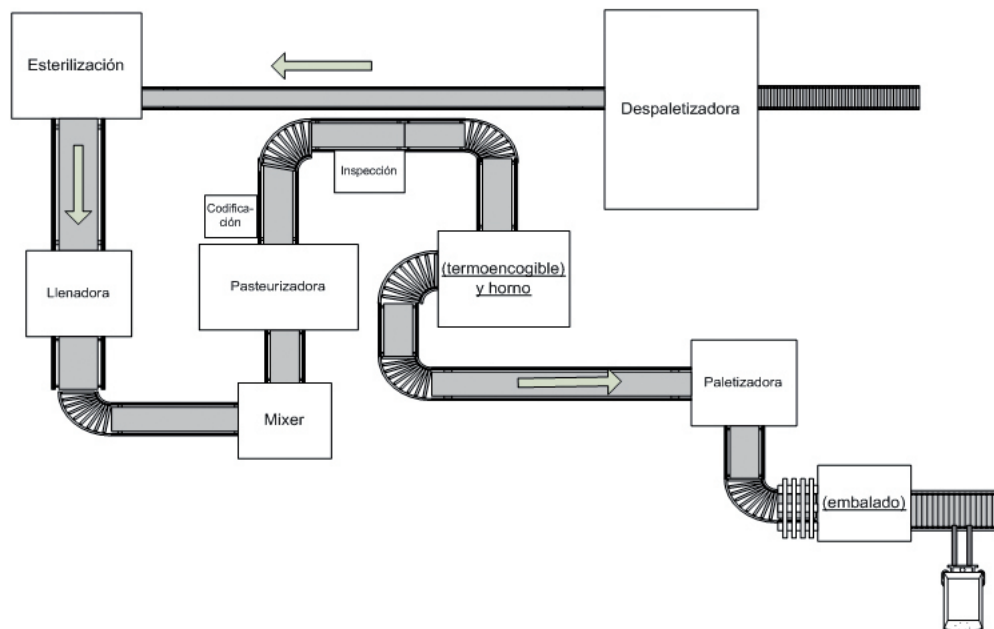 Esterilización
Despaletizadora
Inspección
Codifica-
ción
(termoencogible)
y horno
Llenadora
Pasteurizadora
Paletizadora
Mixer
(embalado)